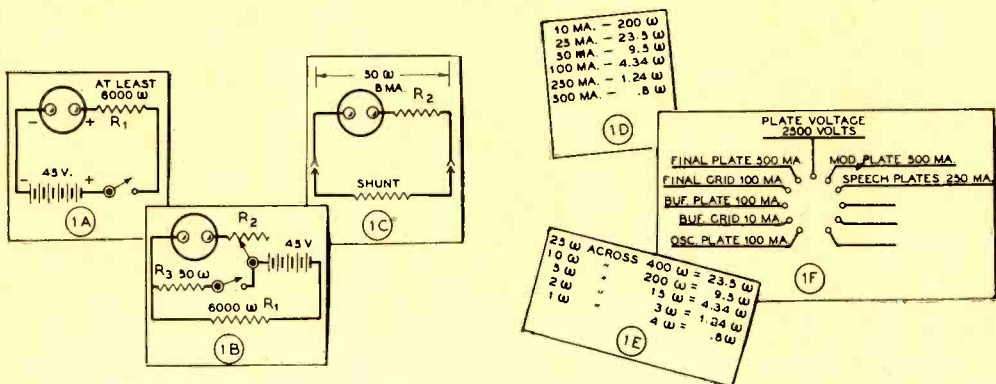 AT LEAST
6000 ω
R₁
- +
- +
45 V.
1A
R₂
45 V
R₃ 50 ω
6000 ω R₁
1B
50 ω
8 MA.
R₂
SHUNT
1C
10 MA. - 200 ω
25 MA. - 23.5 ω
50 MA. - 9.5 ω
100 MA. - 4.34 ω
250 MA. - 1.24 ω
500 MA. - .8 ω
1D
25 ω ACROSS 400 ω = 23.5 ω
10 ω " 200 ω = 9.5 ω
5 ω " 15 ω = 4.34 ω
2 ω " 3 ω = 1.24 ω
1 ω " 4 ω = .8 ω
1E
PLATE VOLTAGE
2500 VOLTS
FINAL PLATE 500 MA.
MOD. PLATE 500 MA.
FINAL GRID 100 MA.
SPEECH PLATES 250 MA.
BUF. PLATE 100 MA.
BUF. GRID 10 MA.
OSC. PLATE 100 MA.
1F